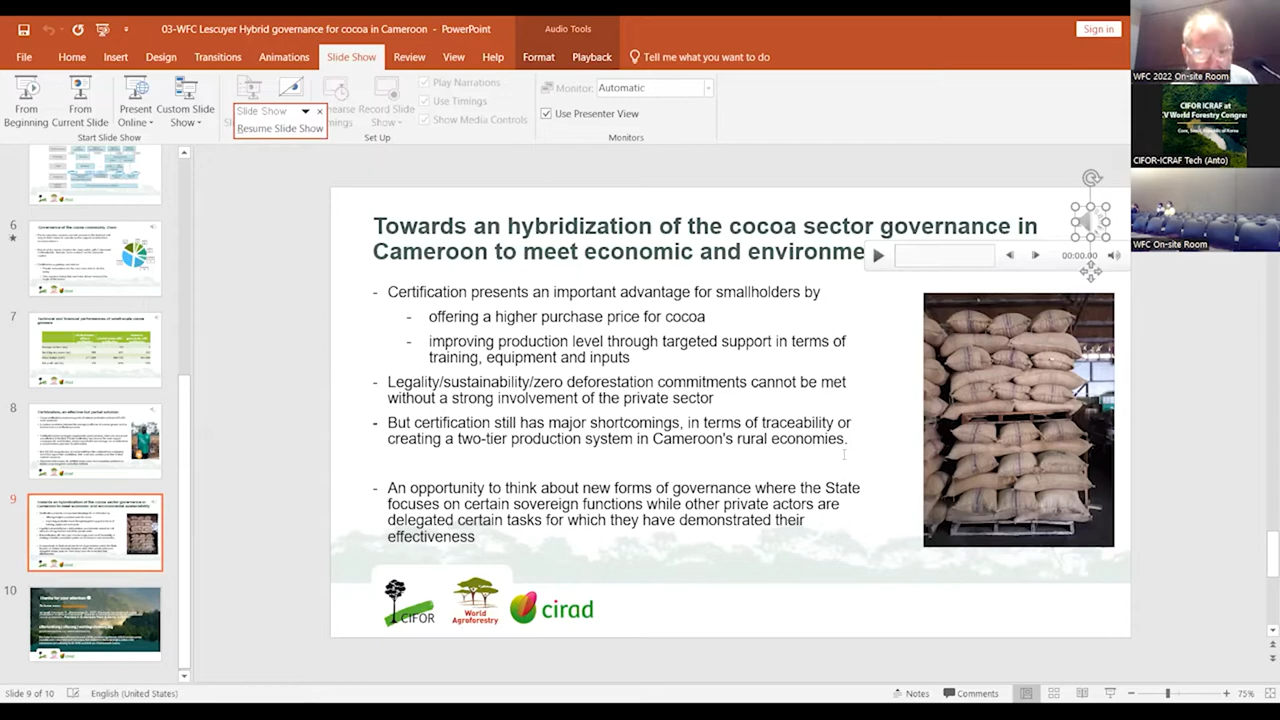 03-WFC Lescuyer Hybrid governance for cocoa in Cameroon - PowerPoint
Audio Tools
Sign in
File Home Insert Design Transitions Animations Slide Show Review View Help Format Playback Tell me what you want to do
From Beginning
From Current Slide
Present Online
Custom Slide Show
Start Slide Show
Slide Show
Resume Slide Show
Record Slide Show
Set Up
Play Narrations
Use Timings
Show Media Controls
Monitor: Automatic
Use Presenter View
Monitors
WFC 2022 On-site Room
CIFOR ICRAF at
V World Forestry Congres
CIFOR-ICRAF Tech (Anto)
WFC On-site Room
6
7
8
9
10
Towards an hybridization of the cocoa sector governance in
Cameroon to meet economic and environme
00:00.00
- Certification presents an important advantage for smallholders by
- offering a higher purchase price for cocoa
- improving production level through targeted support in terms of
training, equipment and inputs
- Legality/sustainability/zero deforestation commitments cannot be met
without a strong involvement of the private sector
- But certification still has major shortcomings, in terms of traceability or
creating a two-tier production system in Cameroon's rural economies.
- An opportunity to think about new forms of governance where the State
focuses on certain sovereign functions while other private actors are
delegated certain tasks for which they have demonstrated their
effectiveness
CIFOR
World
Agroforestry
cirad
Slide 9 of 10
English (United States)
Notes
Comments
75%